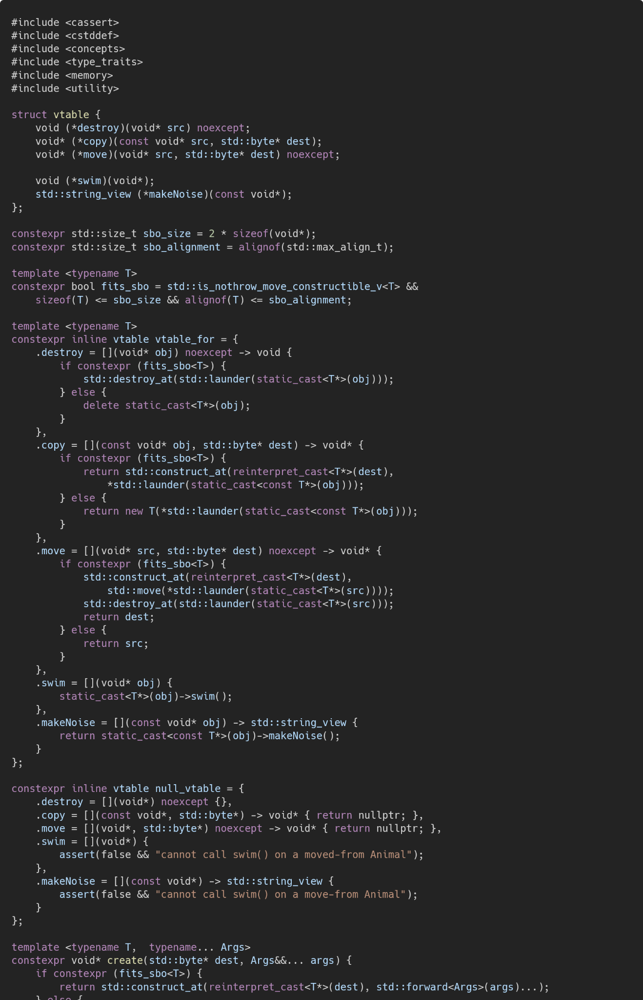 #include <cassert>
#include <cstddef>
#include <concepts>
#include <type_traits>
#include <memory>
#include <utility>

struct vtable {
    void (*destroy)(void* src) noexcept;
    void* (*copy)(const void* src, std::byte* dest);
    void* (*move)(void* src, std::byte* dest) noexcept;

    void (*swim)(void*);
    std::string_view (*makeNoise)(const void*);
};

constexpr std::size_t sbo_size = 2 * sizeof(void*);
constexpr std::size_t sbo_alignment = alignof(std::max_align_t);

template <typename T>
constexpr bool fits_sbo = std::is_nothrow_move_constructible_v<T> &&
    sizeof(T) <= sbo_size && alignof(T) <= sbo_alignment;

template <typename T>
constexpr inline vtable vtable_for = {
    .destroy = [](void* obj) noexcept -> void {
        if constexpr (fits_sbo<T>) {
            std::destroy_at(std::launder(static_cast<T*>(obj)));
        } else {
            delete static_cast<T*>(obj);
        }
    },
    .copy = [](const void* obj, std::byte* dest) -> void* {
        if constexpr (fits_sbo<T>) {
            return std::construct_at(reinterpret_cast<T*>(dest),
                *std::launder(static_cast<const T*>(obj)));
        } else {
            return new T(*std::launder(static_cast<const T*>(obj)));
        }
    },
    .move = [](void* src, std::byte* dest) noexcept -> void* {
        if constexpr (fits_sbo<T>) {
            std::construct_at(reinterpret_cast<T*>(dest),
                std::move(*std::launder(static_cast<T*>(src))));
            std::destroy_at(std::launder(static_cast<T*>(src)));
            return dest;
        } else {
            return src;
        }
    },
    .swim = [](void* obj) {
        static_cast<T*>(obj)->swim();
    },
    .makeNoise = [](const void* obj) -> std::string_view {
        return static_cast<const T*>(obj)->makeNoise();
    }
};

constexpr inline vtable null_vtable = {
    .destroy = [](void*) noexcept {},
    .copy = [](const void*, std::byte*) -> void* { return nullptr; },
    .move = [](void*, std::byte*) noexcept -> void* { return nullptr; },
    .swim = [](void*) {
        assert(false && "cannot call swim() on a moved-from Animal");
    },
    .makeNoise = [](const void*) -> std::string_view {
        assert(false && "cannot call swim() on a move-from Animal");
    }
};

template <typename T,  typename... Args>
constexpr void* create(std::byte* dest, Args&&... args) {
    if constexpr (fits_sbo<T>) {
        return std::construct_at(reinterpret_cast<T*>(dest), std::forward<Args>(args)...);
    } else {